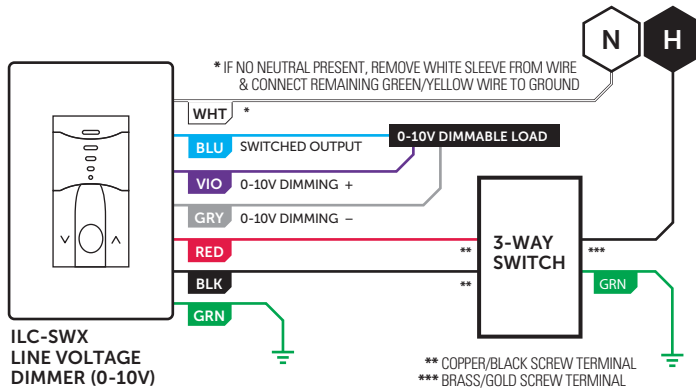 N H
* IF NO NEUTRAL PRESENT, REMOVE WHITE SLEEVE FROM WIRE
& CONNECT REMAINING GREEN/YELLOW WIRE TO GROUND
WHT *
BLU SWITCHED OUTPUT
0-10V DIMMABLE LOAD
VIO 0-10V DIMMING +
GRY 0-10V DIMMING –
RED
BLK
GRN
**
**
3-WAY
SWITCH
***
GRN
ILC-SWX
LINE VOLTAGE
DIMMER (0-10V)
** COPPER/BLACK SCREW TERMINAL
*** BRASS/GOLD SCREW TERMINAL